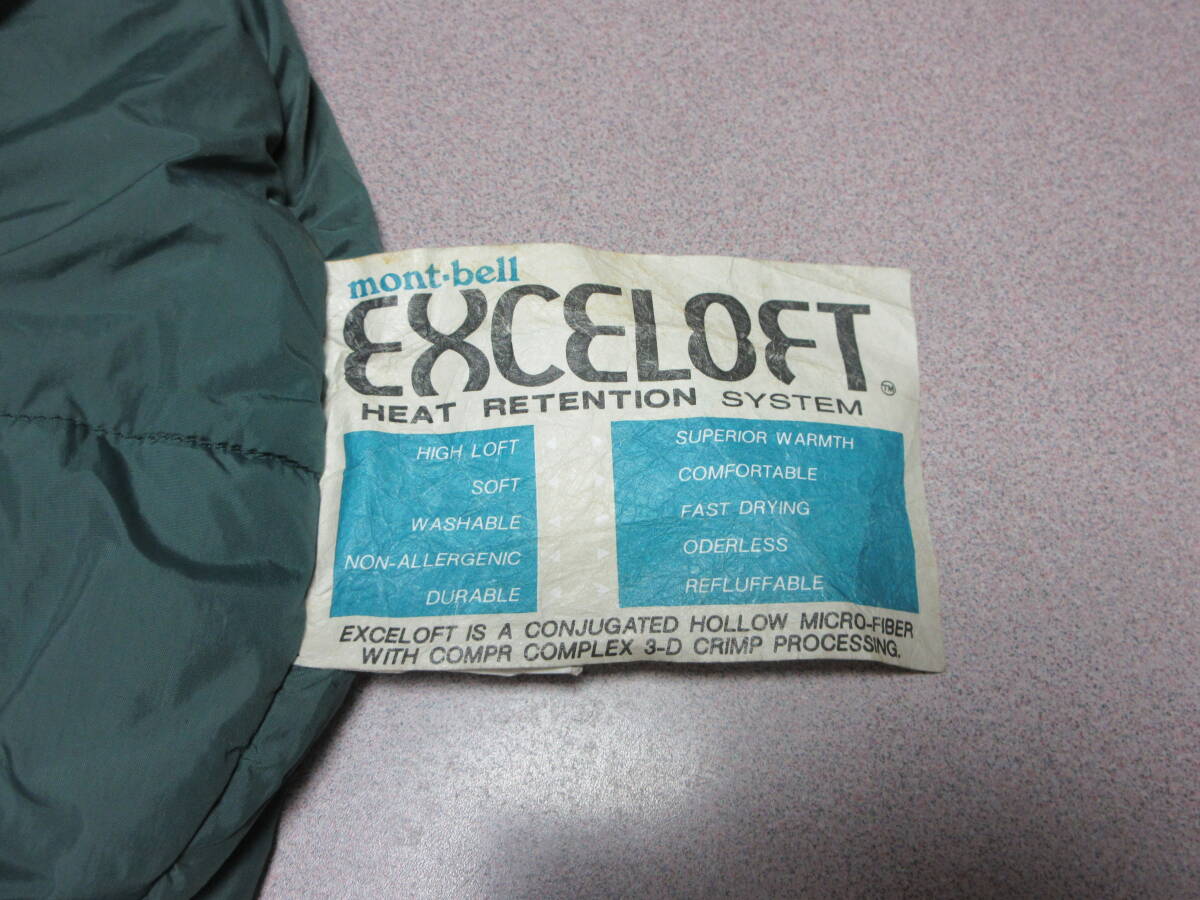 mont-bell
EXCELOFT TM
HEAT RETENTION SYSTEM
HIGH LOFT SUPERIOR WARMTH
SOFT COMFORTABLE
WASHABLE FAST DRYING
NON-ALLERGENIC ODERLESS
DURABLE REFLUFFABLE
EXCELOFT IS A CONJUGATED HOLLOW MICRO-FIBER
WITH COMPR COMPLEX 3-D CRIMP PROCESSING.